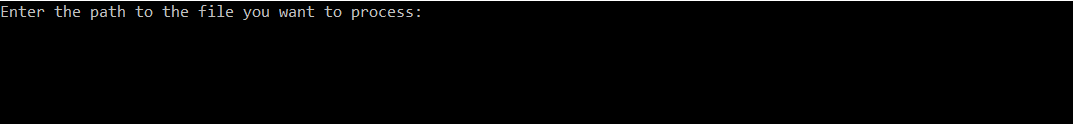 Enter the path to the file you want to process: